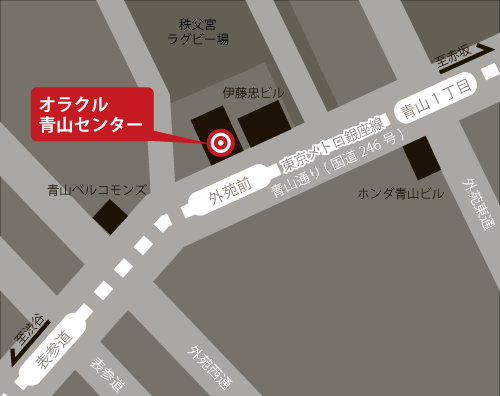 秩父宮
ラグビー場
至赤坂
伊藤忠ビル
オラクル
青山センター
青山1丁目
東京メトロ銀座線
青山通り(国道246号)
外苑前
青山ベルコモンズ
ホンダ青山ビル
外苑東通
至渋谷
表参道
表参道
外苑西通